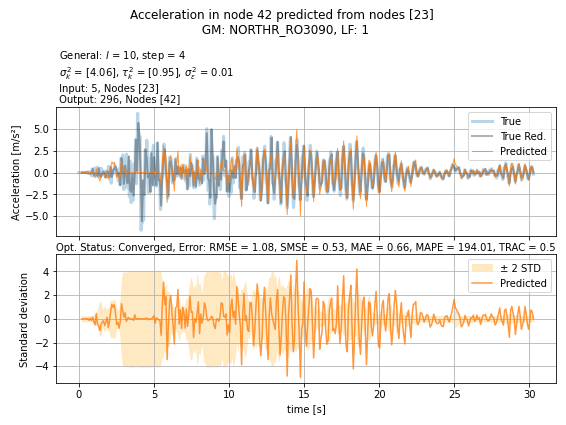 Acceleration in node 42 predicted from nodes [23]
GM: NORTHR_RO3090, LF: 1
General: l = 10, step = 4
σ_k² = [4.06], τ_k² = [0.95], σ_ε² = 0.01
Input: 5, Nodes [23]
Output: 296, Nodes [42]
Acceleration [m/s²]
5.0
2.5
0.0
−2.5
−5.0
True
True Red.
Predicted
Opt. Status: Converged, Error: RMSE = 1.08, SMSE = 0.53, MAE = 0.66, MAPE = 194.01, TRAC = 0.5
Standard deviation
4
2
0
−2
−4
± 2 STD
Predicted
0 5 10 15 20 25 30
time [s]